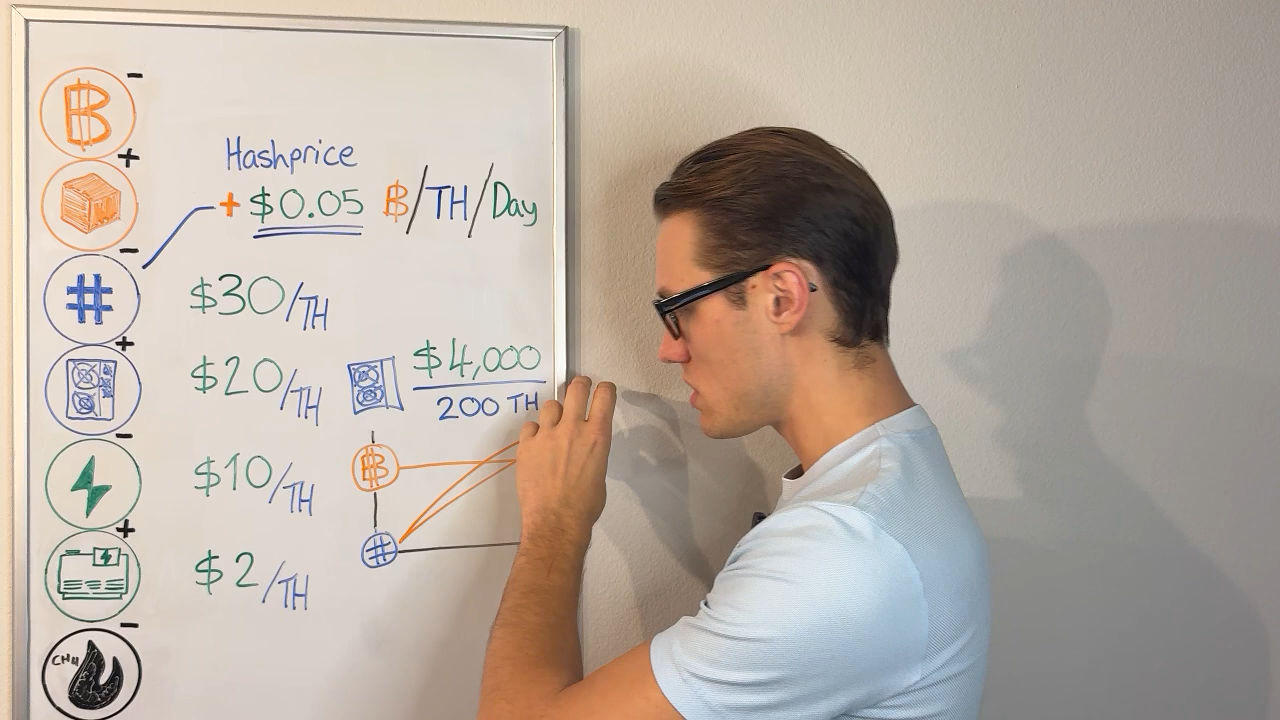 ฿
Hashprice
+ $0.05 ฿/TH/Day
#
$30/TH
$20/TH
$4,000
200 TH
$10/TH
฿
#
$2/TH
CH4